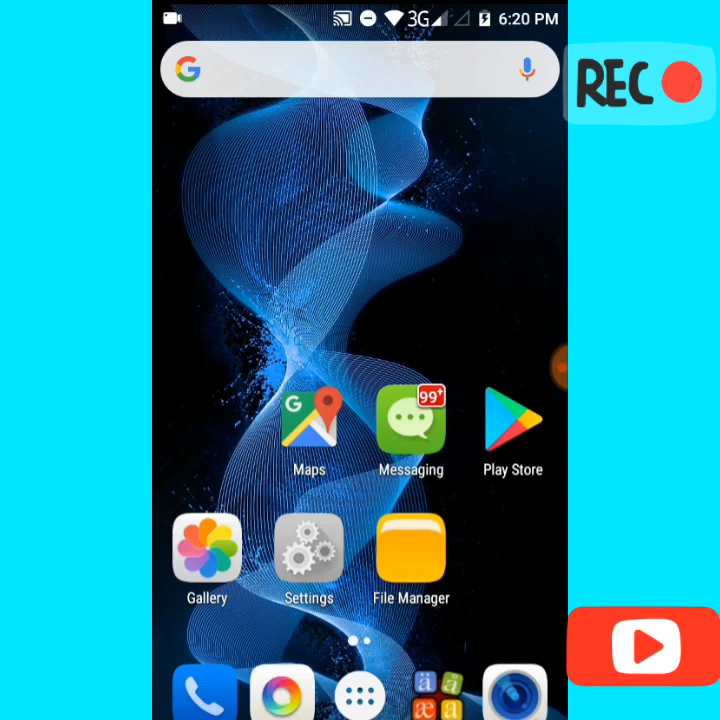 3G 6:20 PM
G
REC
G
99+
Maps Messaging Play Store
Gallery Settings File Manager
ä å
æ a